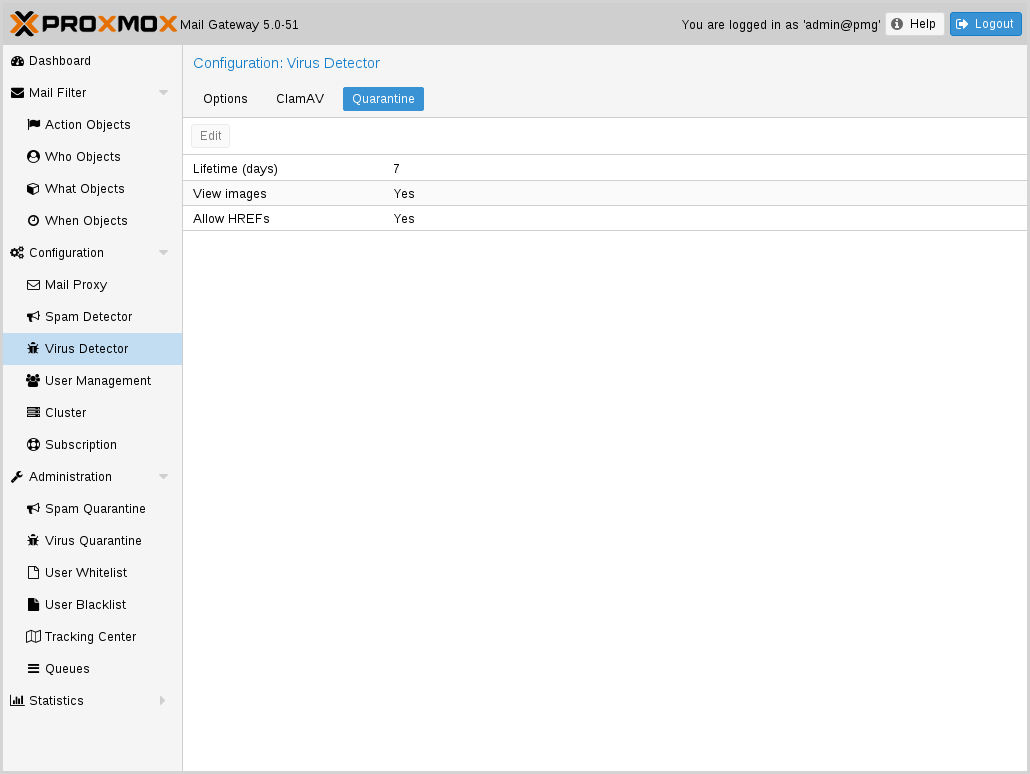 PROXMOX Mail Gateway 5.0-51 You are logged in as 'admin@pmg' Help Logout
Dashboard
Mail Filter
Action Objects
Who Objects
What Objects
When Objects
Configuration
Mail Proxy
Spam Detector
Virus Detector
User Management
Cluster
Subscription
Administration
Spam Quarantine
Virus Quarantine
User Whitelist
User Blacklist
Tracking Center
Queues
Statistics
Configuration: Virus Detector
Options ClamAV Quarantine
Edit
Lifetime (days) 7
View images Yes
Allow HREFs Yes